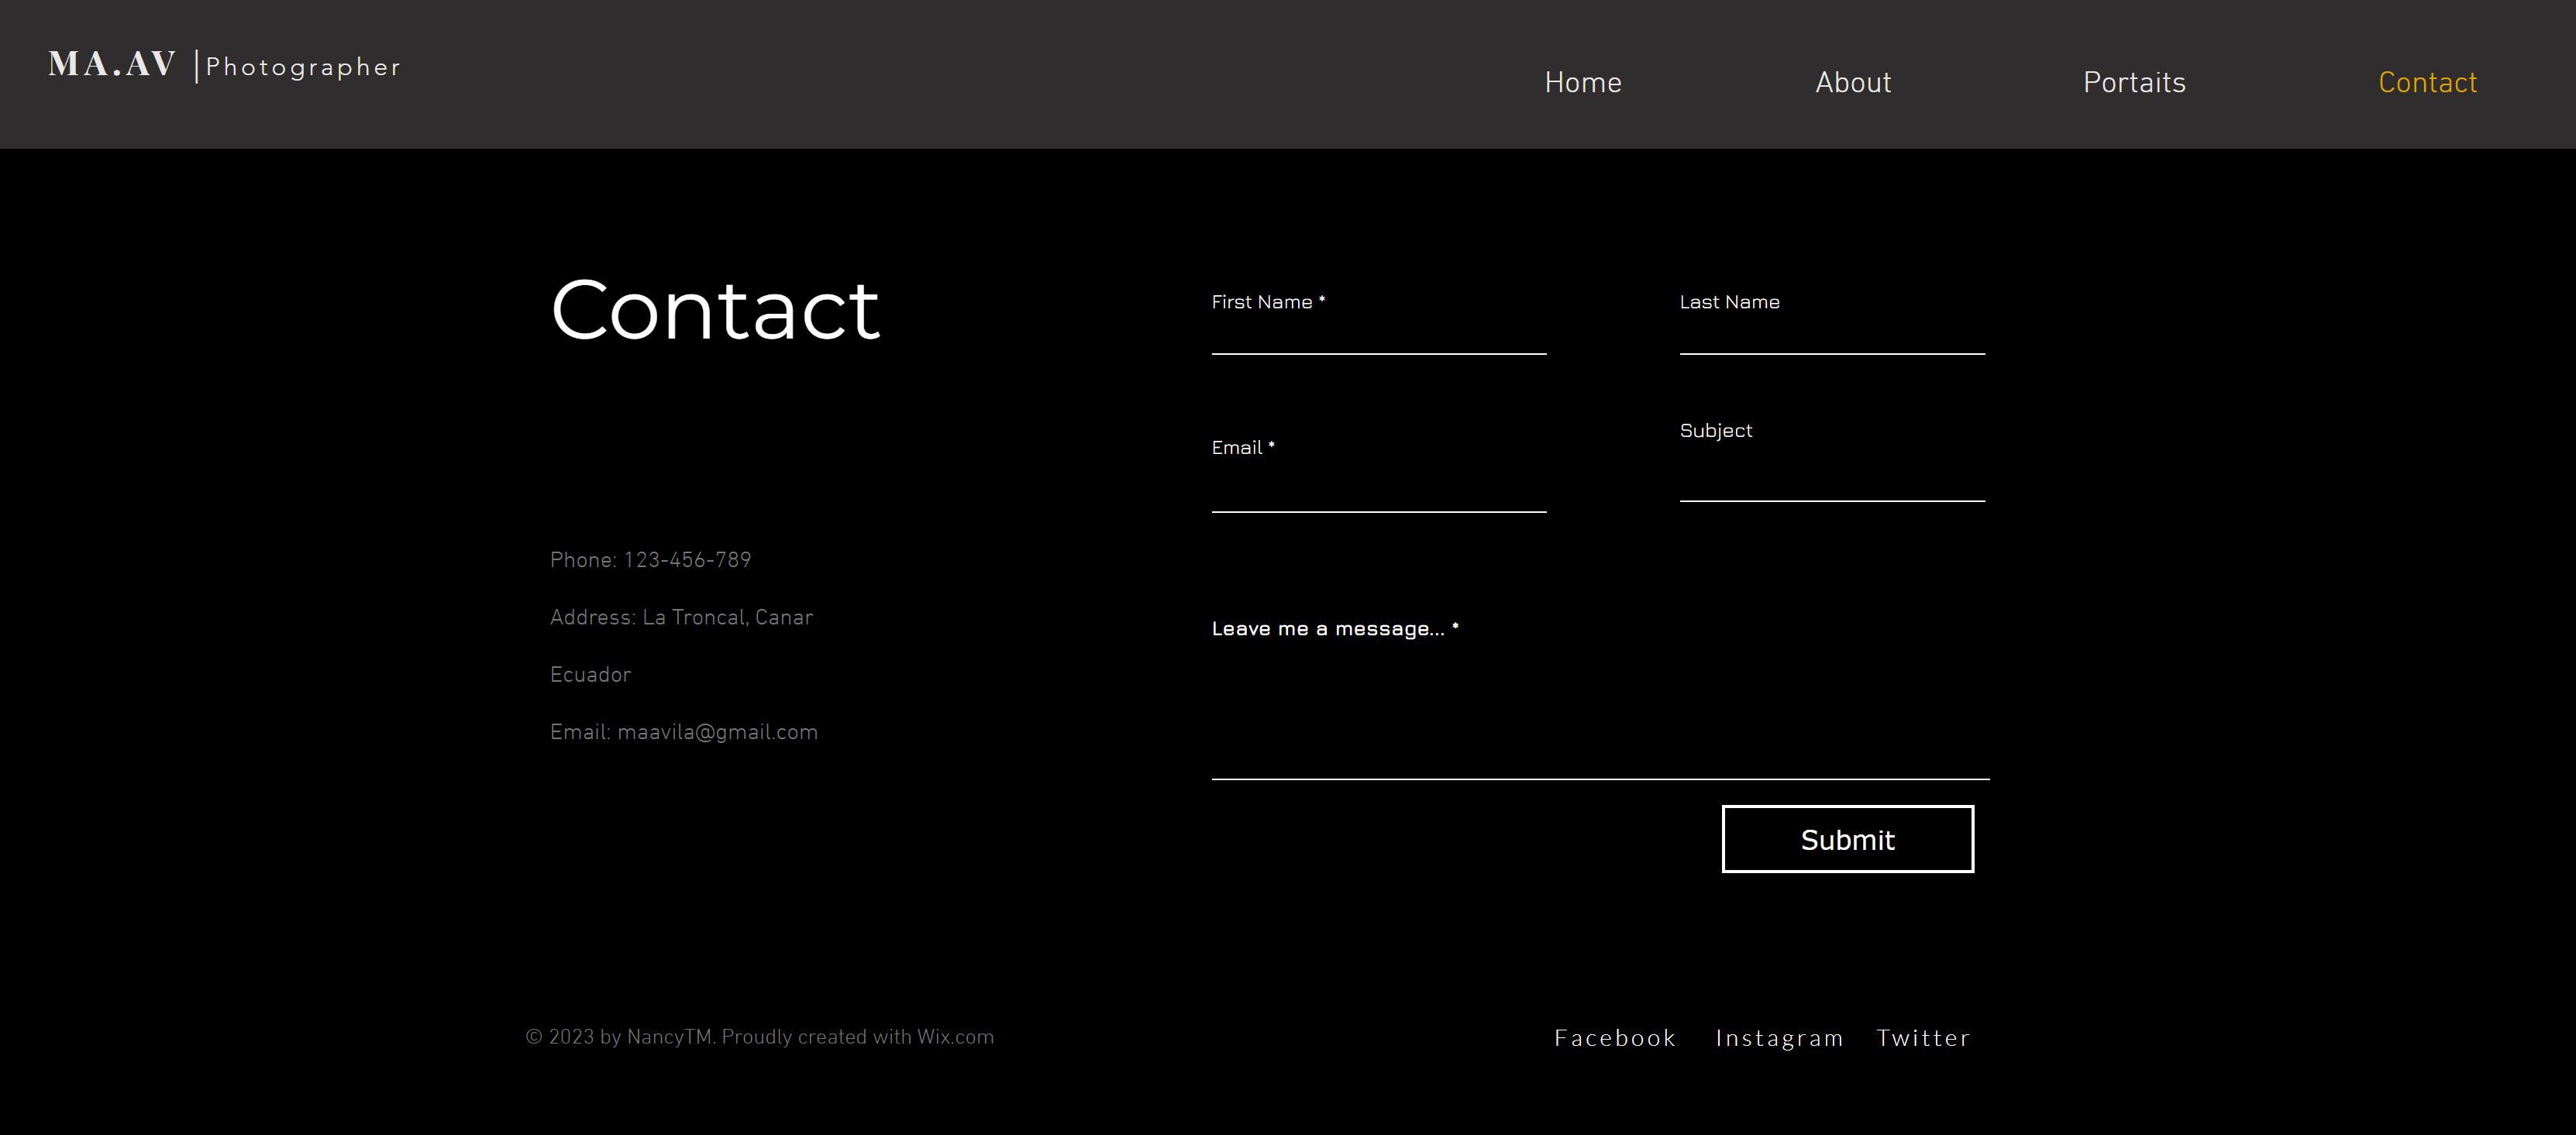 MA.AV |Photographer
Home About Portaits Contact
Contact
First Name *
Last Name
Email *
Subject
Phone: 123-456-789
Address: La Troncal, Canar
Ecuador
Email: maavila@gmail.com
Leave me a message... *
Submit
© 2023 by NancyTM. Proudly created with Wix.com
Facebook Instagram Twitter